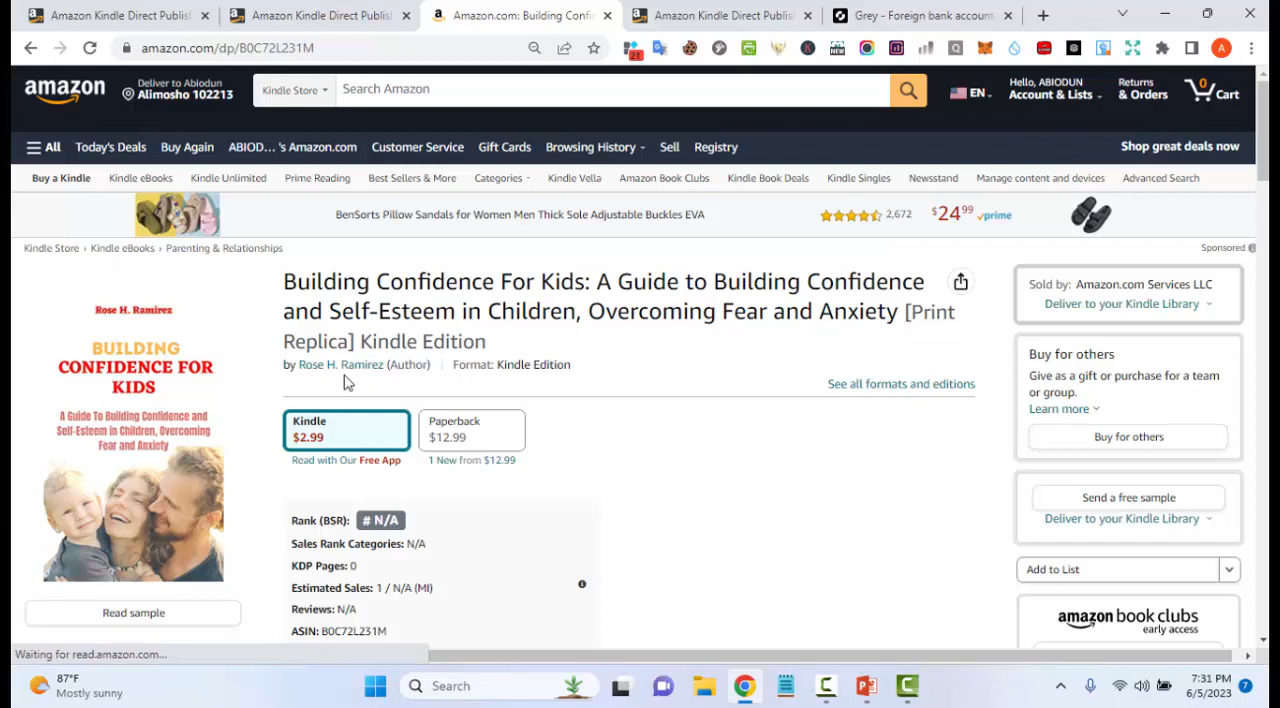 Amazon Kindle Direct Publis
Amazon Kindle Direct Publis
Amazon.com: Building Confi
Amazon Kindle Direct Publis
Grey - Foreign bank account
amazon.com/dp/B0C72L231M
21
NEW
A
amazon
Deliver to Abiodun
Alimosho 102213
Kindle Store
Search Amazon
EN
Hello, ABIODUN
Account & Lists
Returns
& Orders
0
Cart
All
Today's Deals
Buy Again
ABIOD... 's Amazon.com
Customer Service
Gift Cards
Browsing History
Sell
Registry
Shop great deals now
Buy a Kindle
Kindle eBooks
Kindle Unlimited
Prime Reading
Best Sellers & More
Categories
Kindle Vella
Amazon Book Clubs
Kindle Book Deals
Kindle Singles
Newsstand
Manage content and devices
Advanced Search
BenSorts Pillow Sandals for Women Men Thick Sole Adjustable Buckles EVA
2,672
$24 99
prime
Kindle Store › Kindle eBooks › Parenting & Relationships
Sponsored
Rose H. Ramirez
BUILDING
CONFIDENCE FOR
KIDS
A Guide To Building Confidence and
Self-Esteem in Children, Overcoming
Fear and Anxiety
Read sample
Building Confidence For Kids: A Guide to Building Confidence
and Self-Esteem in Children, Overcoming Fear and Anxiety [Print
Replica] Kindle Edition
by Rose H. Ramirez (Author)
Format: Kindle Edition
See all formats and editions
Kindle
$2.99
Paperback
$12.99
Read with Our Free App
1 New from $12.99
Rank (BSR): # N/A
Sales Rank Categories: N/A
KDP Pages: 0
Estimated Sales: 1 / N/A (MI)
Reviews: N/A
ASIN: B0C72L231M
Sold by: Amazon.com Services LLC
Deliver to your Kindle Library
Buy for others
Give as a gift or purchase for a team
or group.
Learn more
Buy for others
Send a free sample
Deliver to your Kindle Library
Add to List
amazon book clubs
early access
Waiting for read.amazon.com...
87°F
Mostly sunny
Search
7:31 PM
6/5/2023
7